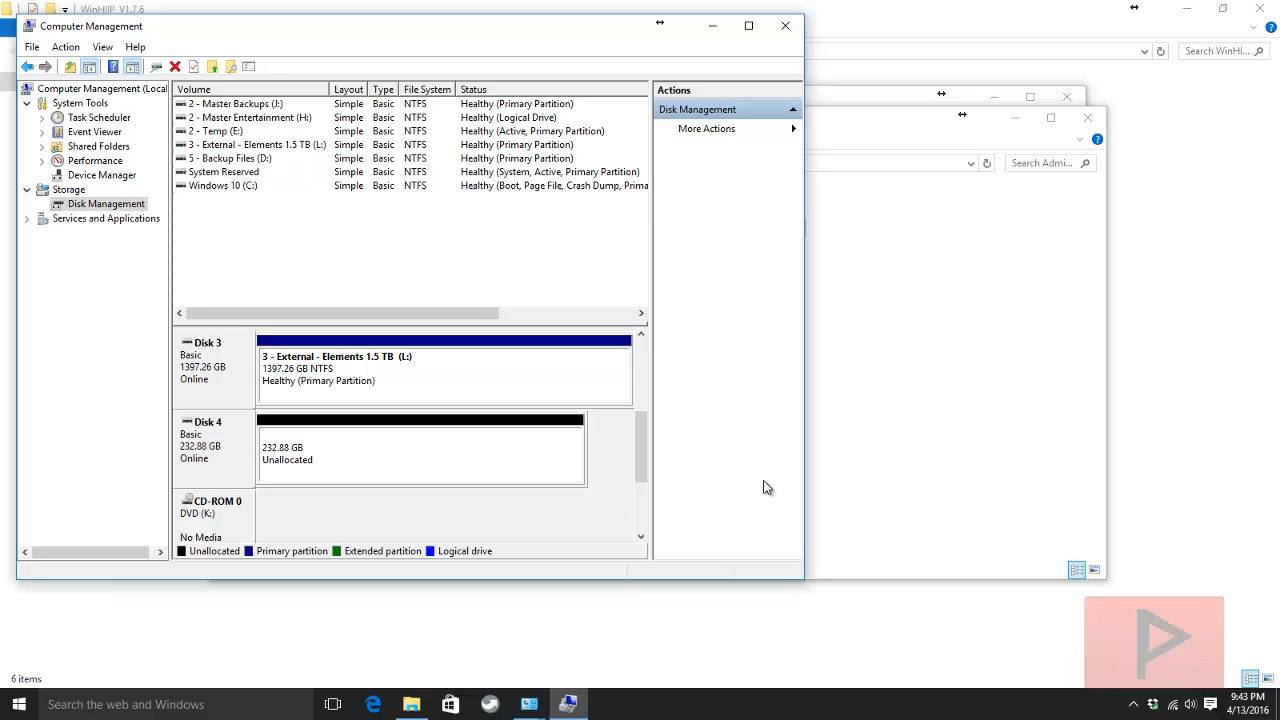 WinHIIP_V1.7.6
Computer Management
File Action View Help
Search WinHI...
Computer Management (Local
System Tools
Task Scheduler
Event Viewer
Shared Folders
Performance
Device Manager
Storage
Disk Management
Services and Applications
Volume Layout Type File System Status
2 - Master Backups (J:) Simple Basic NTFS Healthy (Primary Partition)
2 - Master Entertainment (H:) Simple Basic NTFS Healthy (Logical Drive)
2 - Temp (E:) Simple Basic NTFS Healthy (Active, Primary Partition)
3 - External - Elements 1.5 TB (L:) Simple Basic NTFS Healthy (Primary Partition)
5 - Backup Files (D:) Simple Basic NTFS Healthy (Primary Partition)
System Reserved Simple Basic NTFS Healthy (System, Active, Primary Partition)
Windows 10 (C:) Simple Basic NTFS Healthy (Boot, Page File, Crash Dump, Prima
Actions
Disk Management
More Actions
Search Admi...
Disk 3
Basic
1397.26 GB
Online
3 - External - Elements 1.5 TB (L:)
1397.26 GB NTFS
Healthy (Primary Partition)
Disk 4
Basic
232.88 GB
Online
232.88 GB
Unallocated
CD-ROM 0
DVD (K:)
No Media
Unallocated Primary partition Extended partition Logical drive
6 items
Search the web and Windows
9:43 PM
4/13/2016